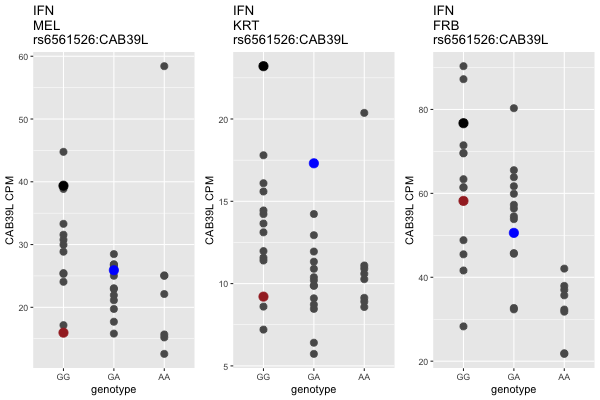 IFN
MEL
rs6561526:CAB39L
60
50
40
30
20
CAB39L CPM
GG
GA
AA
genotype
IFN
KRT
rs6561526:CAB39L
20
15
10
5
CAB39L CPM
GG
GA
AA
genotype
IFN
FRB
rs6561526:CAB39L
80
60
40
20
CAB39L CPM
GG
GA
AA
genotype